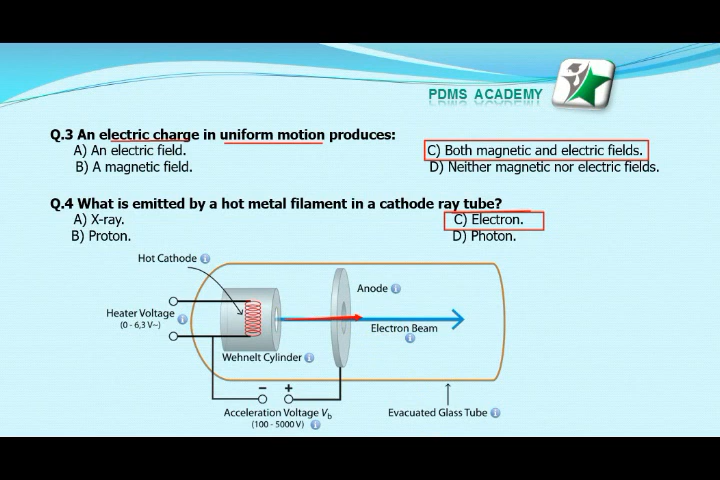 PDMS ACADEMY
Q.3 An electric charge in uniform motion produces:
A) An electric field.
C) Both magnetic and electric fields.
B) A magnetic field.
D) Neither magnetic nor electric fields.
Q.4 What is emitted by a hot metal filament in a cathode ray tube?
A) X-ray.
C) Electron.
B) Proton.
D) Photon.
Hot Cathode i
Anode i
Heater Voltage
(0 - 6,3 V~) i
Electron Beam
i
Wehnelt Cylinder i
− +
Acceleration Voltage Vb
(100 - 5000 V) i
Evacuated Glass Tube i